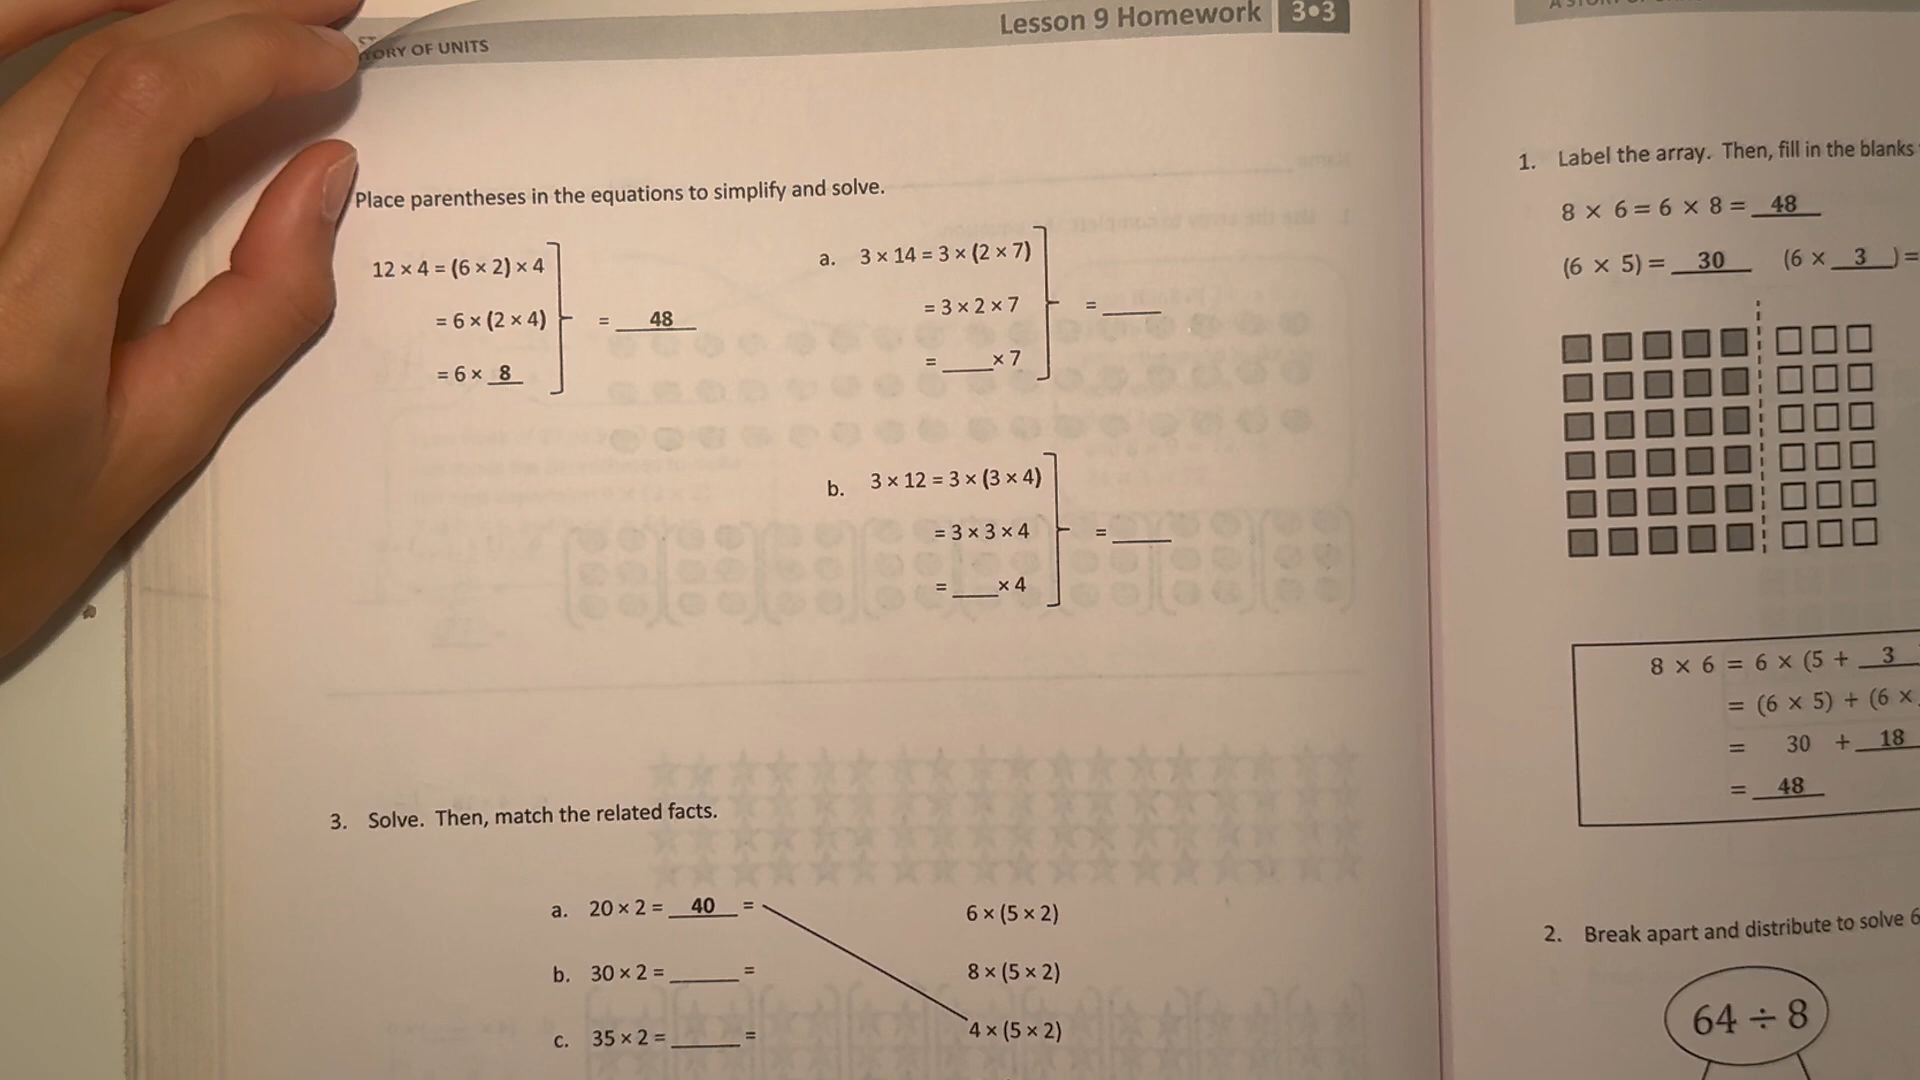 STORY OF UNITS
Lesson 9 Homework 3•3
Place parentheses in the equations to simplify and solve.
12 × 4 = (6 × 2) × 4
= 6 × (2 × 4)
= 6 × 8
= 48
a. 3 × 14 = 3 × (2 × 7)
= 3 × 2 × 7
= ____ × 7
= ____
b. 3 × 12 = 3 × (3 × 4)
= 3 × 3 × 4
= ____ × 4
= ____
3. Solve. Then, match the related facts.
a. 20 × 2 = 40 =
b. 30 × 2 = ____ =
c. 35 × 2 = ____ =
6 × (5 × 2)
8 × (5 × 2)
4 × (5 × 2)
1. Label the array. Then, fill in the blanks
8 × 6 = 6 × 8 = 48
(6 × 5) = 30 (6 × 3 ) =
8 × 6 = 6 × (5 + 3
= (6 × 5) + (6 ×
= 30 + 18
= 48
2. Break apart and distribute to solve 6
64 ÷ 8